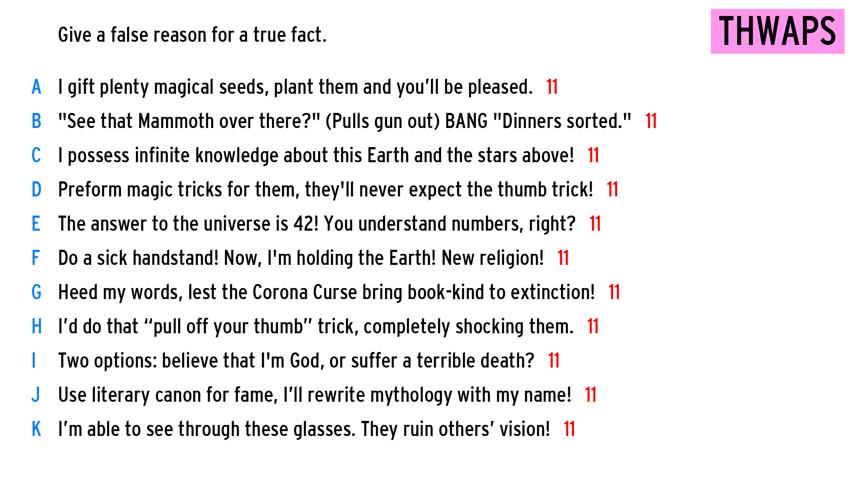 Give a false reason for a true fact.
THWAPS
A I gift plenty magical seeds, plant them and you’ll be pleased. 11
B "See that Mammoth over there?" (Pulls gun out) BANG "Dinners sorted." 11
C I possess infinite knowledge about this Earth and the stars above! 11
D Preform magic tricks for them, they'll never expect the thumb trick! 11
E The answer to the universe is 42! You understand numbers, right? 11
F Do a sick handstand! Now, I'm holding the Earth! New religion! 11
G Heed my words, lest the Corona Curse bring book-kind to extinction! 11
H I’d do that “pull off your thumb” trick, completely shocking them. 11
I Two options: believe that I'm God, or suffer a terrible death? 11
J Use literary canon for fame, I’ll rewrite mythology with my name! 11
K I’m able to see through these glasses. They ruin others’ vision! 11